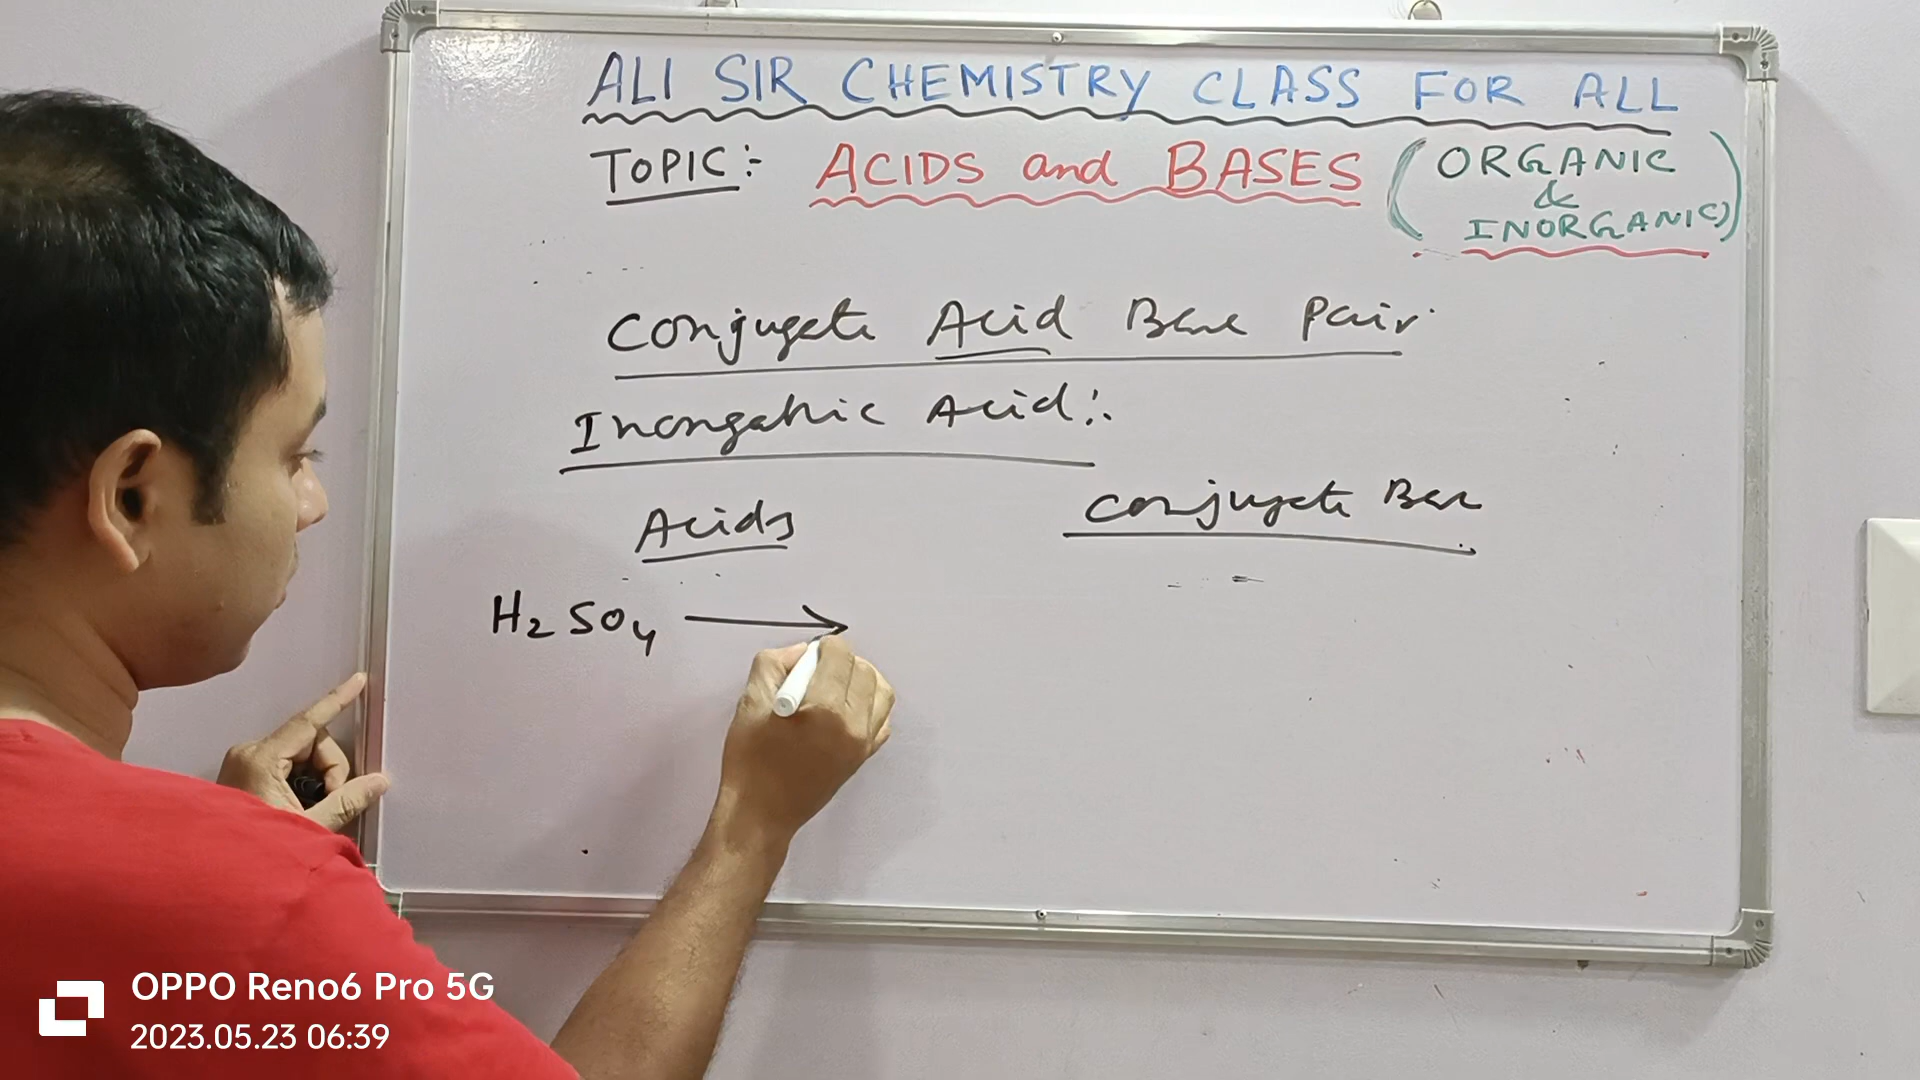 ALI SIR CHEMISTRY CLASS FOR ALL
TOPIC:- ACIDS and BASES (ORGANIC & INORGANIC)
Conjugate Acid Base Pair
Inorganic Acid:
Acids Conjugate Base
H₂SO₄ →
OPPO Reno6 Pro 5G
2023.05.23 06:39